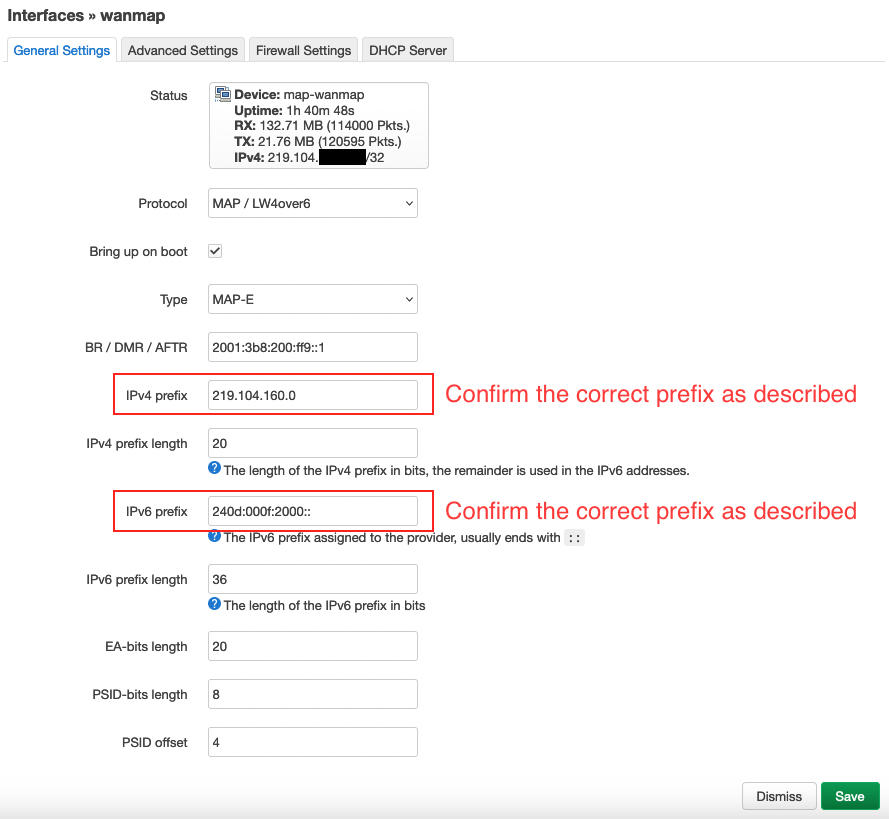 Interfaces » wanmap
General Settings
Advanced Settings
Firewall Settings
DHCP Server
Status
Device: map-wanmap
Uptime: 1h 40m 48s
RX: 132.71 MB (114000 Pkts.)
TX: 21.76 MB (120595 Pkts.)
IPv4: 219.104. /32
Protocol
MAP / LW4over6
Bring up on boot
Type
MAP-E
BR / DMR / AFTR
2001:3b8:200:ff9::1
IPv4 prefix
219.104.160.0
Confirm the correct prefix as described
IPv4 prefix length
20
The length of the IPv4 prefix in bits, the remainder is used in the IPv6 addresses.
IPv6 prefix
240d:000f:2000::
Confirm the correct prefix as described
The IPv6 prefix assigned to the provider, usually ends with ::
IPv6 prefix length
36
The length of the IPv6 prefix in bits
EA-bits length
20
PSID-bits length
8
PSID offset
4
Dismiss
Save